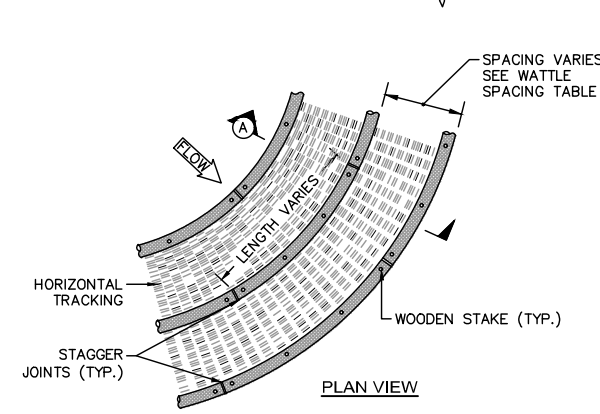 SPACING VARIES
SEE WATTLE
SPACING TABLE
A
FLOW
LENGTH VARIES
HORIZONTAL
TRACKING
WOODEN STAKE (TYP.)
STAGGER
JOINTS (TYP.)
PLAN VIEW